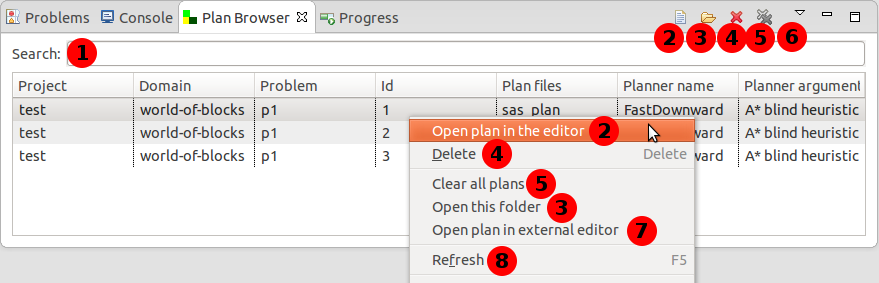 Problems Console Plan Browser Progress
2 3 4 5 6
Search: 1
Project Domain Problem Id Plan files Planner name Planner argument
test world-of-blocks p1 1 sas_plan FastDownward A* blind heuristic
test world-of-blocks p1 2 ward A* blind heuristic
test world-of-blocks p1 3 ward A* blind heuristic
Open plan in the editor 2
Delete 4 Delete
Clear all plans 5
Open this folder 3
Open plan in external editor 7
Refresh 8 F5